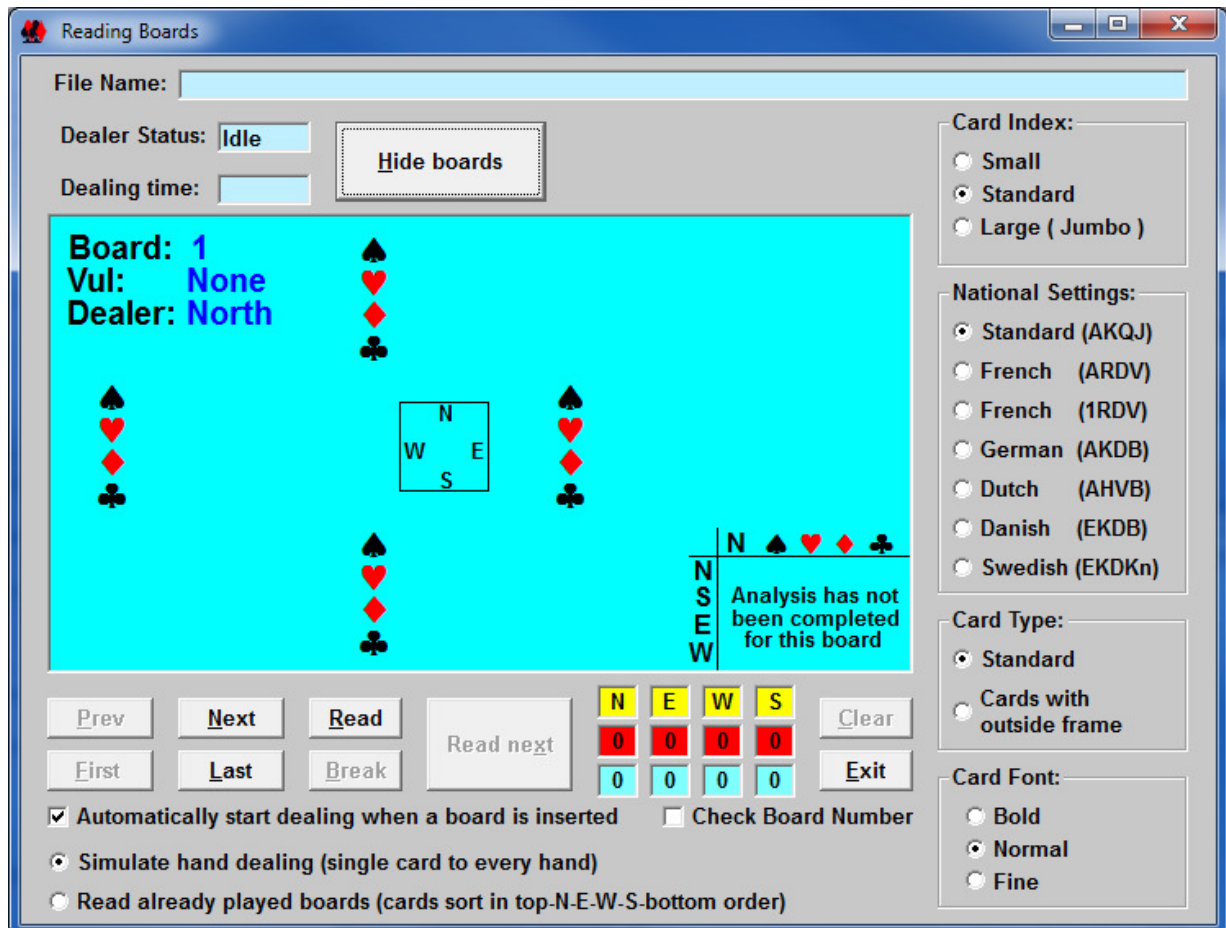 Reading Boards
File Name:
Dealer Status: Idle
Hide boards
Dealing time:
Board: 1
Vul: None
Dealer: North
N
W E
S
N
N
S
E
W
Analysis has not
been completed
for this board
Prev Next Read
Read next
N E W S
Clear
0 0 0 0
First Last Break
0 0 0 0
Exit
Automatically start dealing when a board is inserted
Check Board Number
Simulate hand dealing (single card to every hand)
Read already played boards (cards sort in top-N-E-W-S-bottom order)
Card Index:
Small
Standard
Large ( Jumbo )
National Settings:
Standard (AKQJ)
French (ARDV)
French (1RDV)
German (AKDB)
Dutch (AHVB)
Danish (EKDB)
Swedish (EKDKn)
Card Type:
Standard
Cards with
outside frame
Card Font:
Bold
Normal
Fine